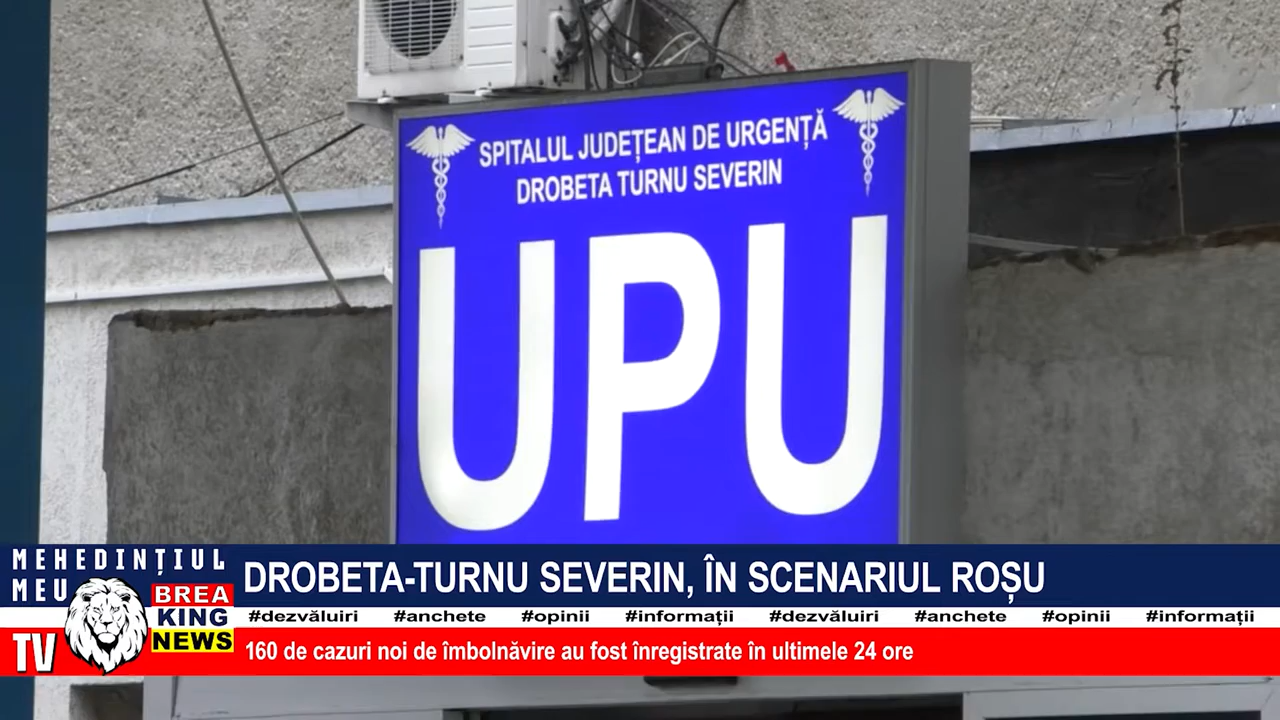 SPITALUL JUDEȚEAN DE URGENȚĂ
DROBETA TURNU SEVERIN
UPU
MEHEDINȚIUL
MEU
TV
BREA
KING
NEWS
DROBETA-TURNU SEVERIN, ÎN SCENARIUL ROȘU
#dezvăluiri #anchete #opinii #informații #dezvăluiri #anchete #opinii #informații
160 de cazuri noi de îmbolnăvire au fost înregistrate în ultimele 24 ore